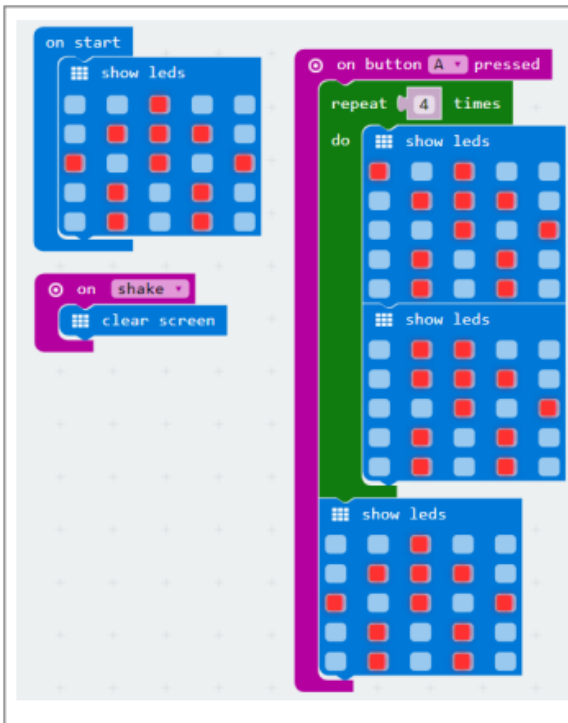 on start
show leds
on shake
clear screen
on button A pressed
repeat 4 times
do show leds
show leds
show leds